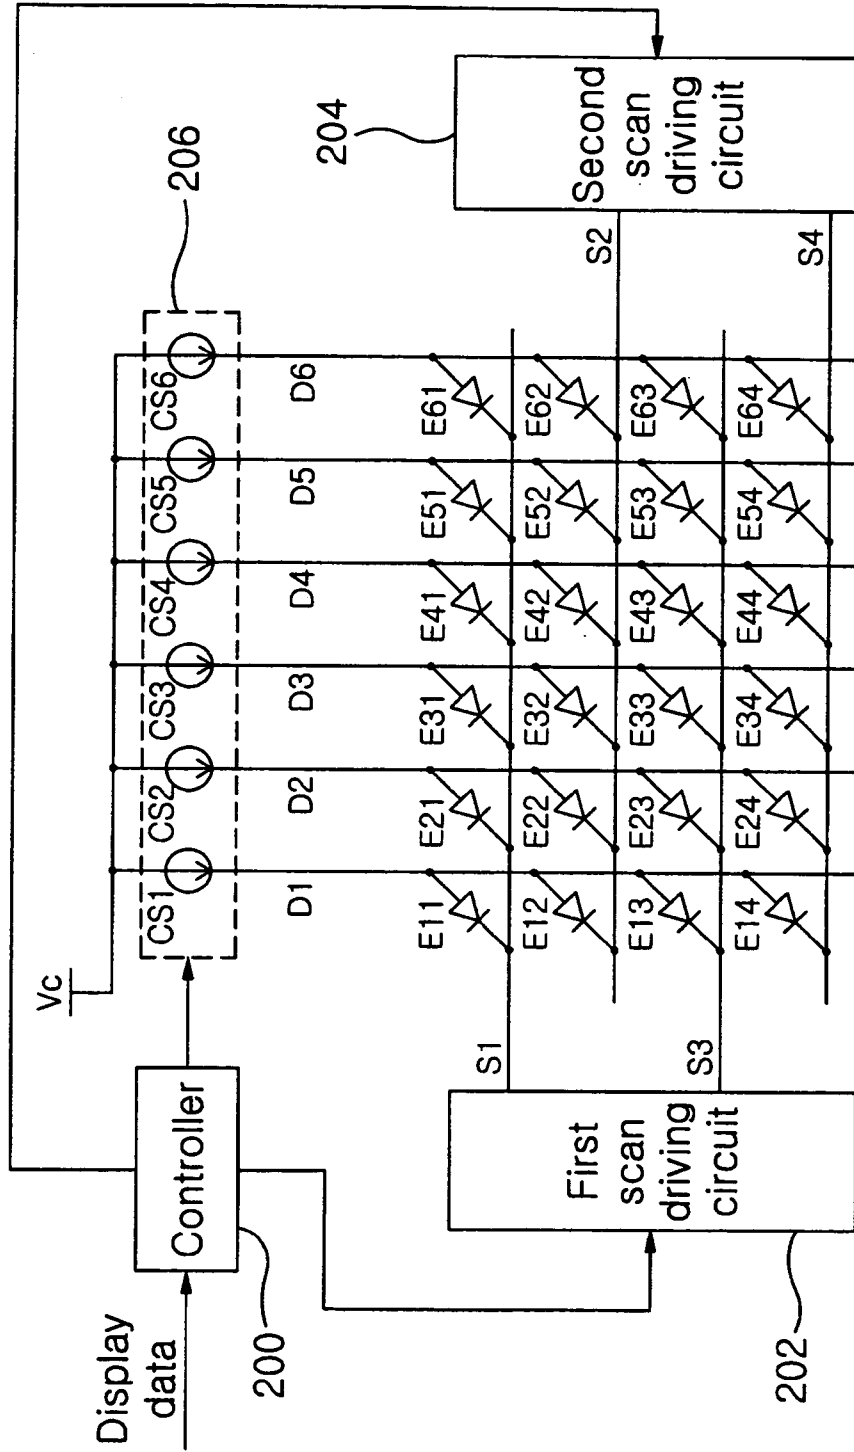 Display
data
200
Controller
Vc
206
CS1
CS2
CS3
CS4
CS5
CS6
D1
D2
D3
D4
D5
D6
204
Second
scan
driving
circuit
S2
S4
E11
E21
E31
E41
E51
E61
E12
E22
E32
E42
E52
E62
E13
E23
E33
E43
E53
E63
E14
E24
E34
E44
E54
E64
S1
S3
First
scan
driving
circuit
202